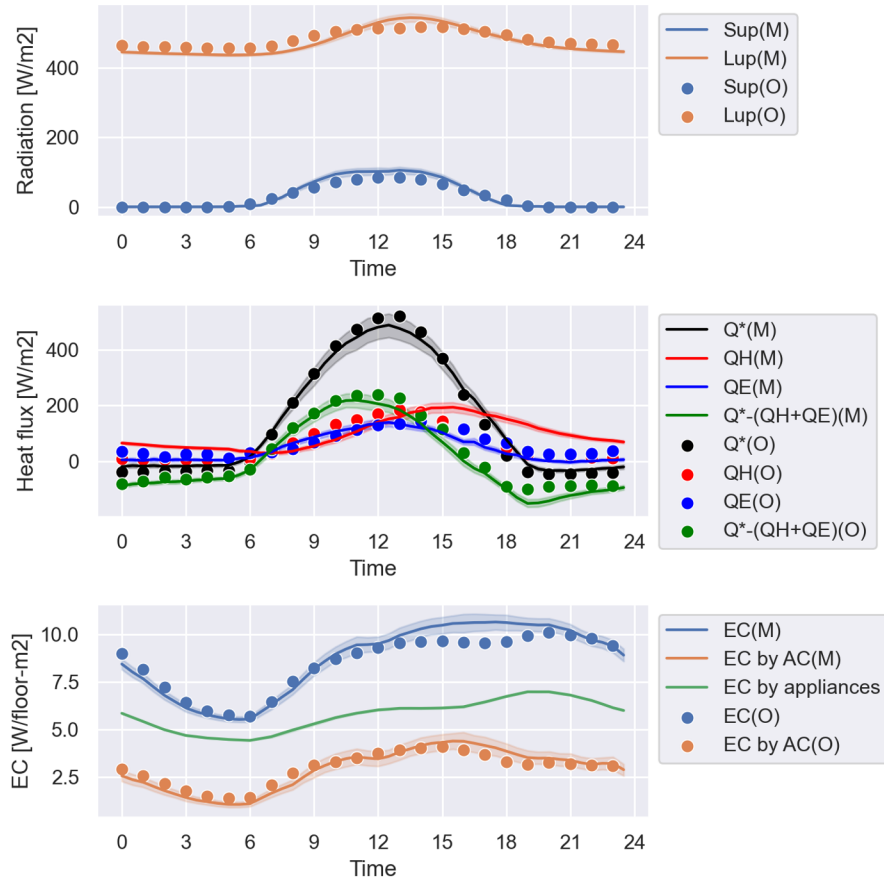 Radiation [W/m2]
400
200
0
0 3 6 9 12 15 18 21 24
Time
Sup(M)
Lup(M)
Sup(O)
Lup(O)
Heat flux [W/m2]
400
200
0
0 3 6 9 12 15 18 21 24
Time
Q*(M)
QH(M)
QE(M)
Q*-(QH+QE)(M)
Q*(O)
QH(O)
QE(O)
Q*-(QH+QE)(O)
EC [W/floor-m2]
10.0
7.5
5.0
2.5
0 3 6 9 12 15 18 21 24
Time
EC(M)
EC by AC(M)
EC by appliances
EC(O)
EC by AC(O)